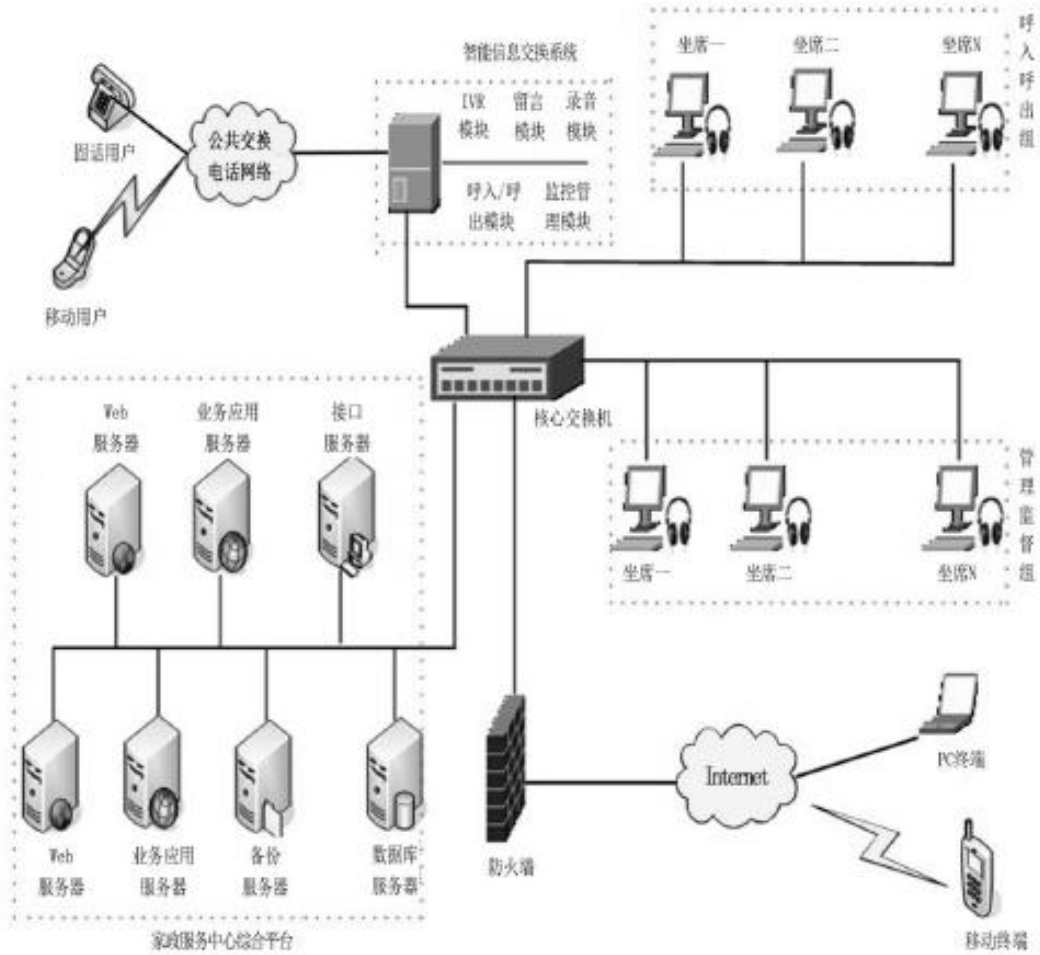 智能信息交换系统
IVR 留言 录音
模块 模块 模块
呼入/呼 监控管
出模块 理模块
固话用户
公共交换
电话网络
移动用户
坐席一 坐席二 坐席N
呼入呼出组
核心交换机
坐席一 坐席二 坐席N
管理监督组
Web 业务应用 接口
服务器 服务器 服务器
Web 业务应用 备份 数据库
服务器 服务器 服务器 服务器
家政服务中心综合平台
防火墙
Internet
PC终端
移动终端